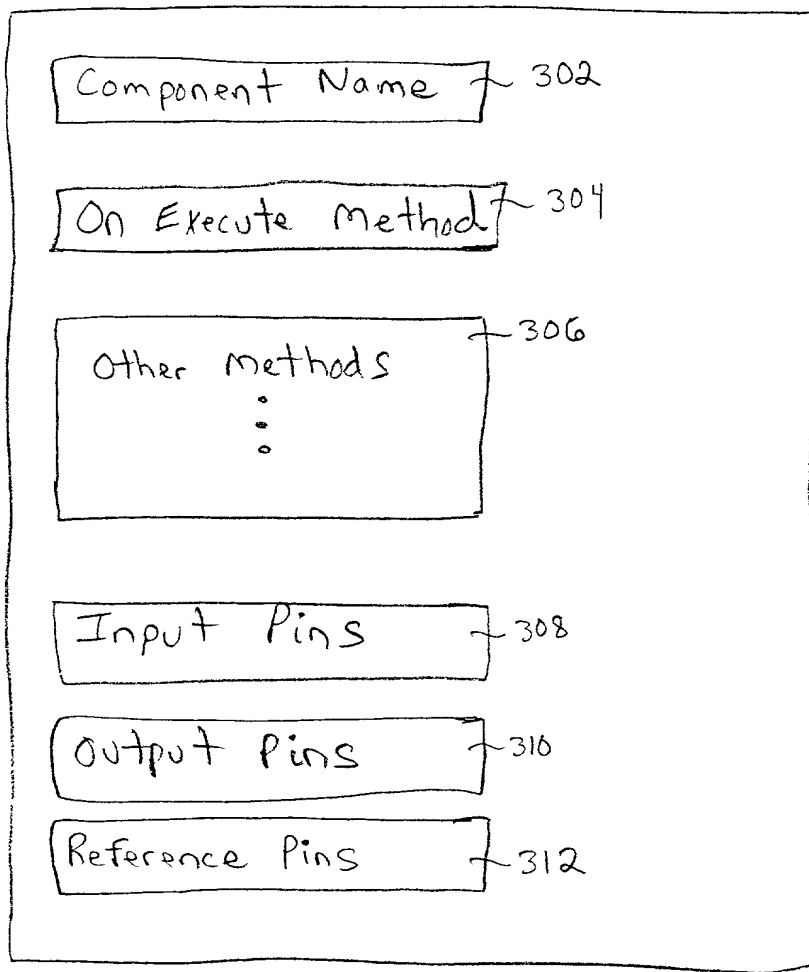 Component Name 302
On Execute Method 304
Other Methods 306
Input Pins 308
Output Pins 310
Reference Pins 312